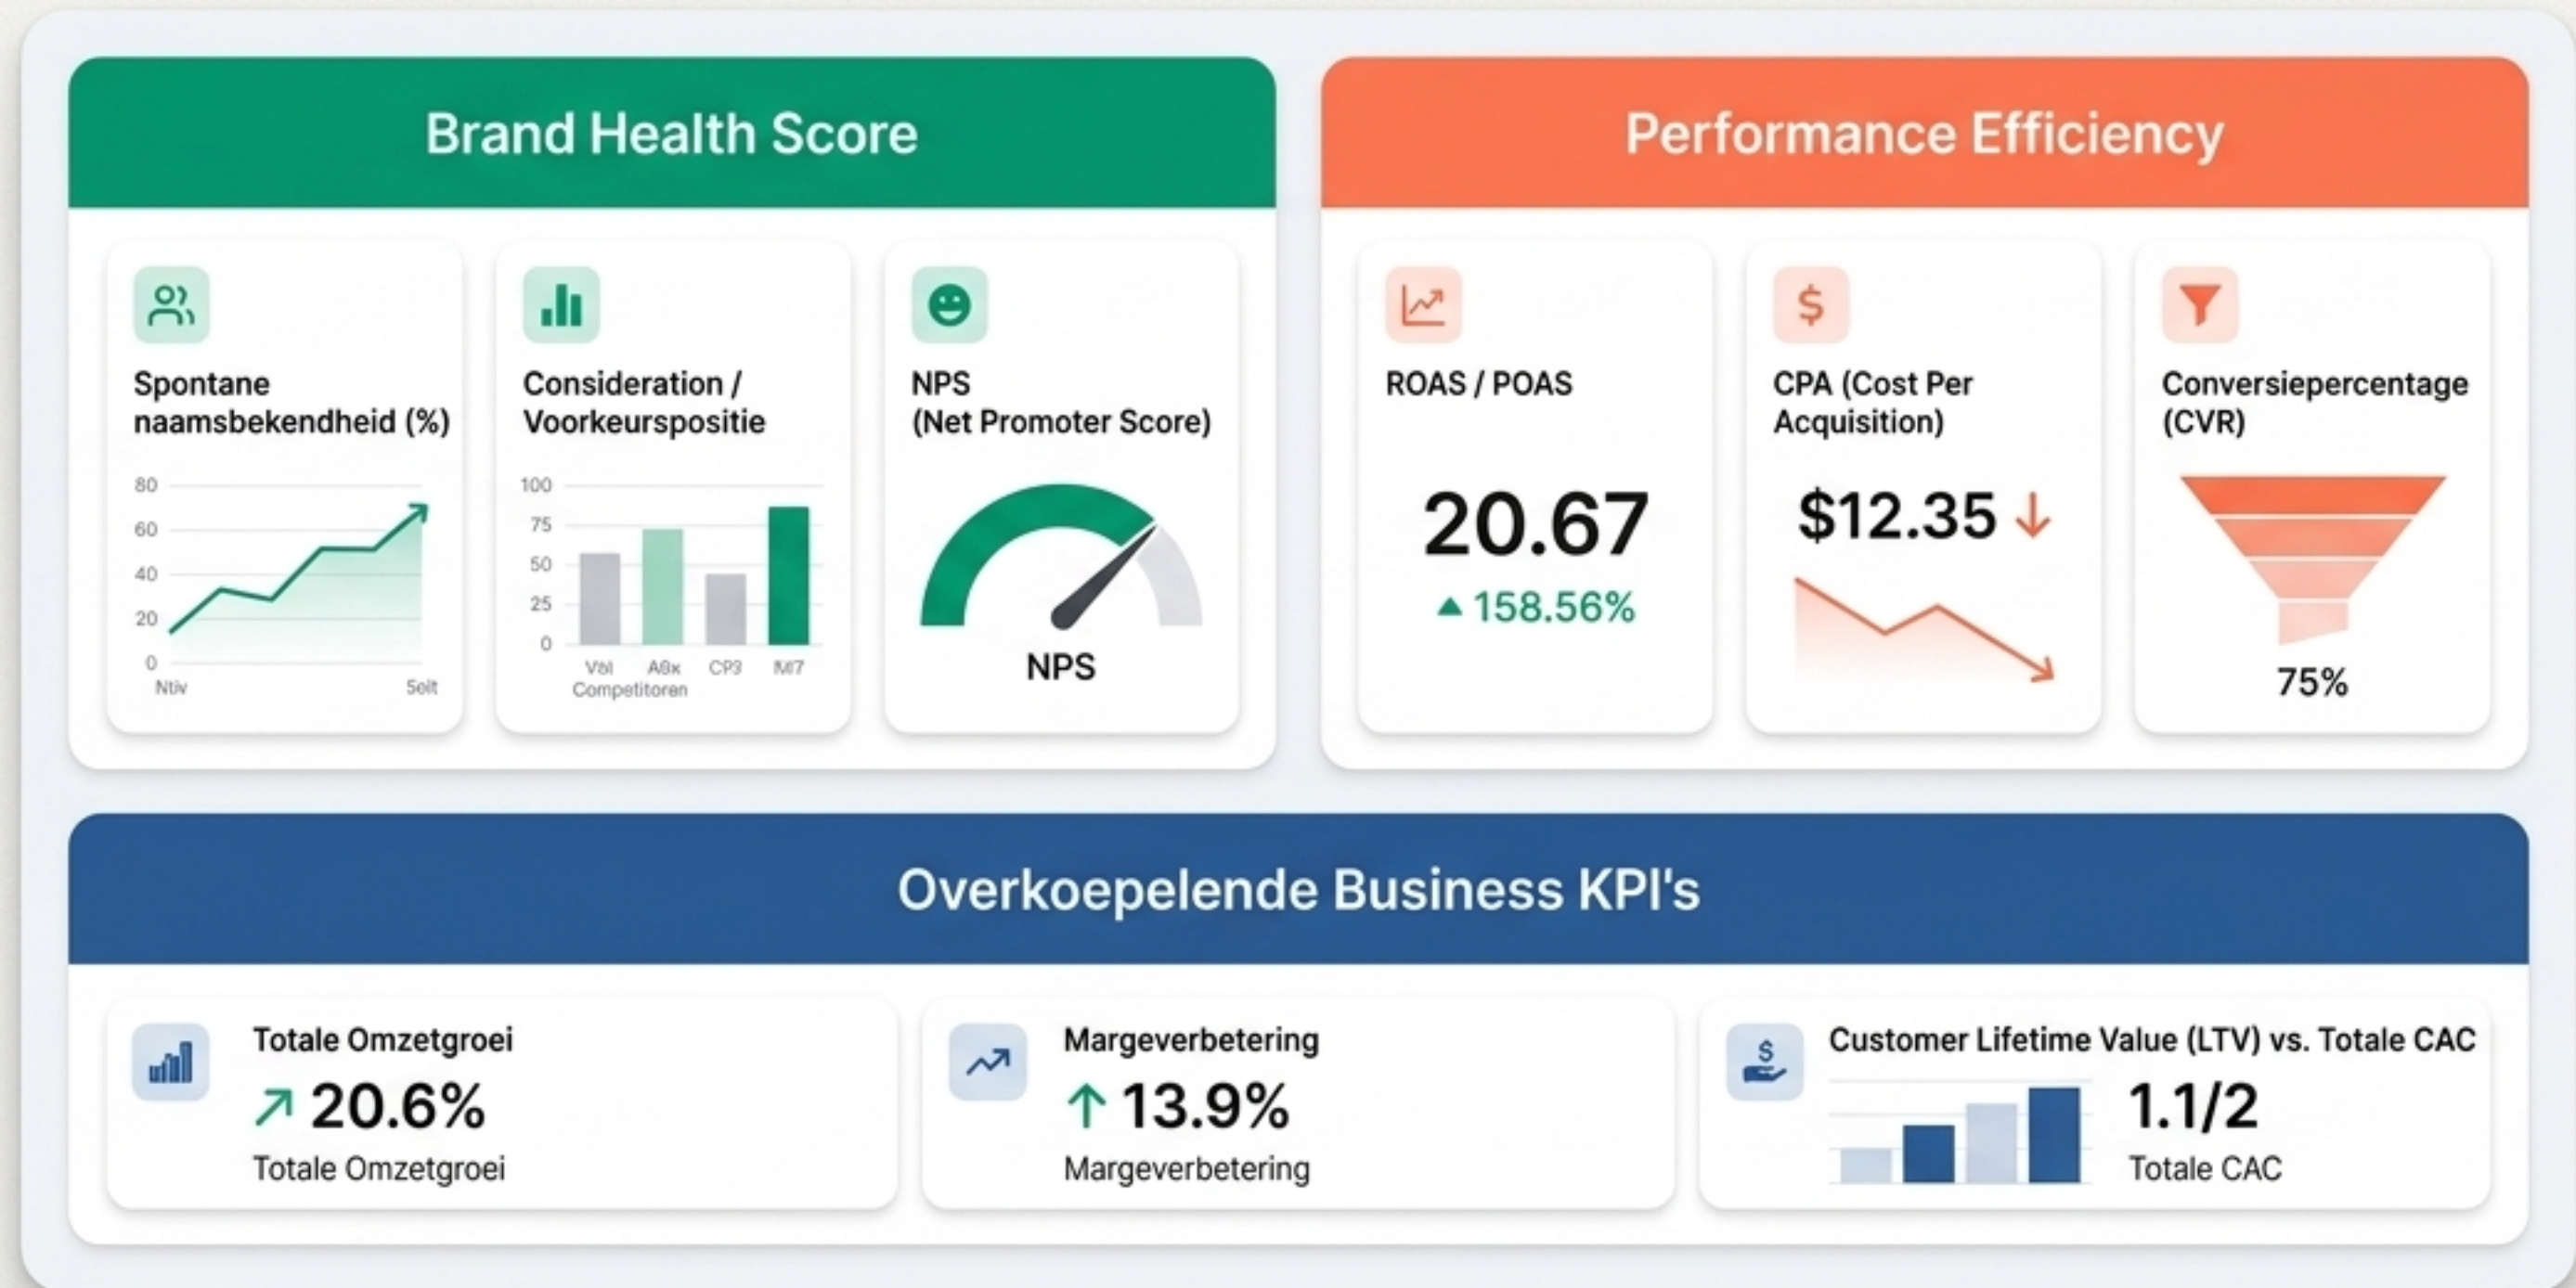 Brand Health Score
Spontane
naamsbekendheid (%)
80
60
40
20
0
Ntiv
Consideration /
Voorkeurspositie
100
75
50
25
0
CP3
Competitoren
NPS
(Net Promoter Score)
NPS
Performance Efficiency
ROAS / POAS
20.67
158.56%
$
CPA (Cost Per
Acquisition)
$12.35
Conversiepercentage
(CVR)
75%
Overkoepelende Business KPI's
Totale Omzetgroei
20.6%
Totale Omzetgroei
Margeverbetering
13.9%
Margeverbetering
$
Customer Lifetime Value (LTV) vs. Totale CAC
1.1/2
Totale CAC